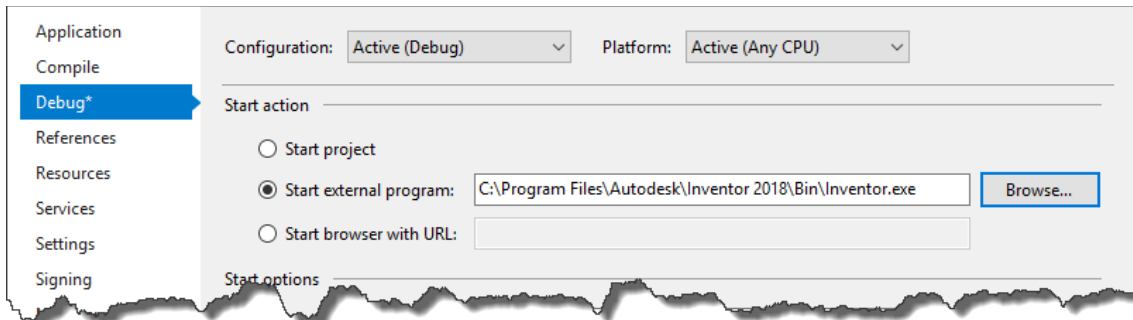 Application
Compile
Debug*
References
Resources
Services
Settings
Signing
Configuration: Active (Debug) Platform: Active (Any CPU)
Start action
Start project
Start external program: C:\Program Files\Autodesk\Inventor 2018\Bin\Inventor.exe Browse...
Start browser with URL:
Start options